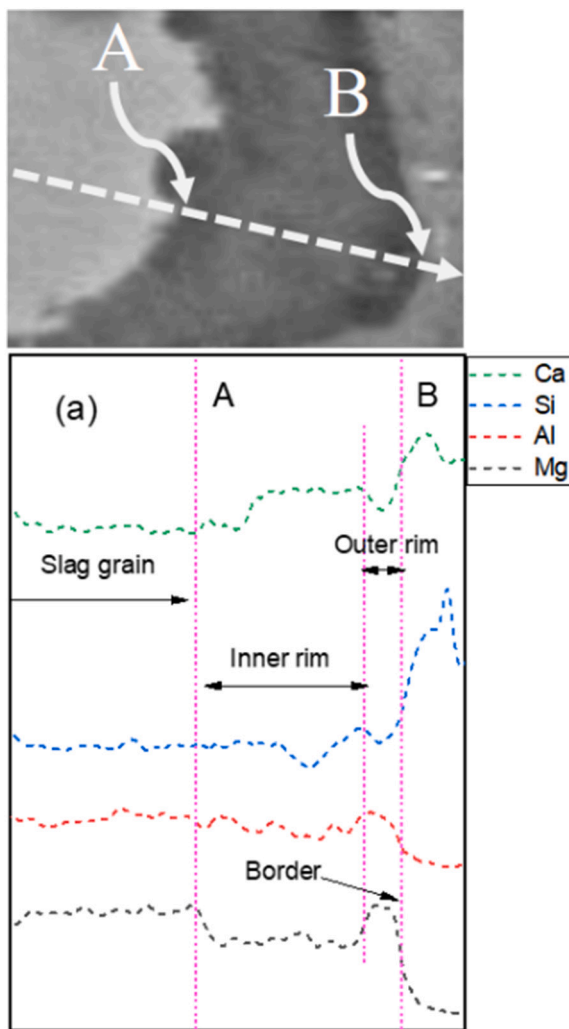 A
B
(a)
A
B
Ca
Si
Al
Mg
Outer rim
Slag grain
Inner rim
Border